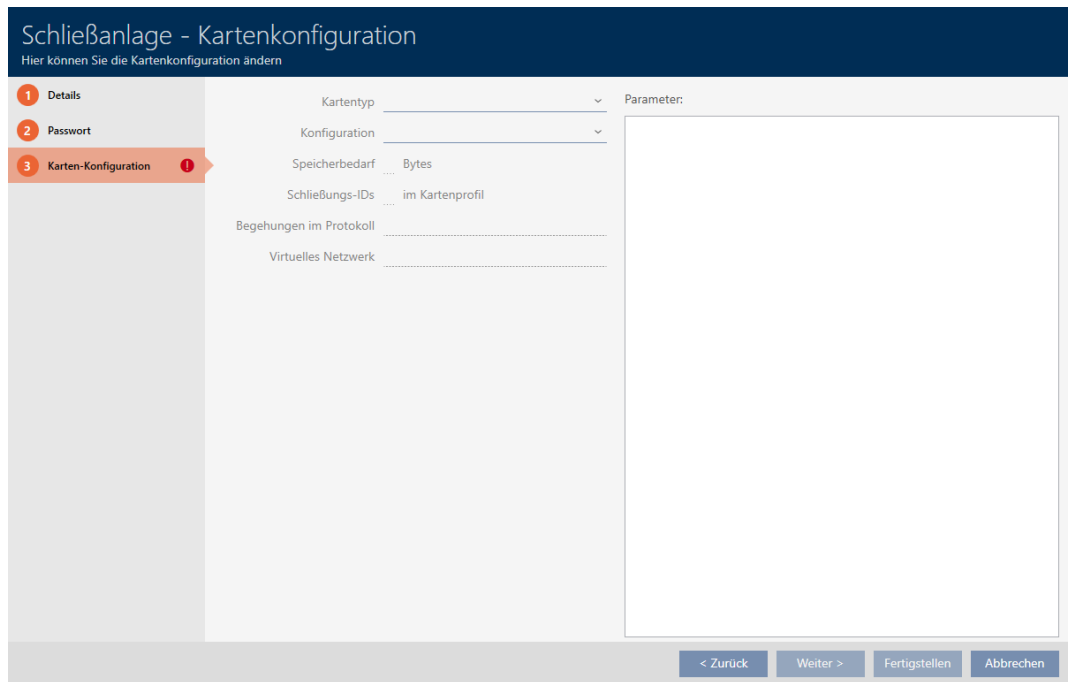 Schließanlage - Kartenkonfiguration
Hier können Sie die Kartenkonfiguration ändern
1 Details
2 Passwort
3 Karten-Konfiguration !
Kartentyp
Konfiguration
Speicherbedarf Bytes
Schließungs-IDs im Kartenprofil
Begehungen im Protokoll
Virtuelles Netzwerk
Parameter:
< Zurück Weiter > Fertigstellen Abbrechen